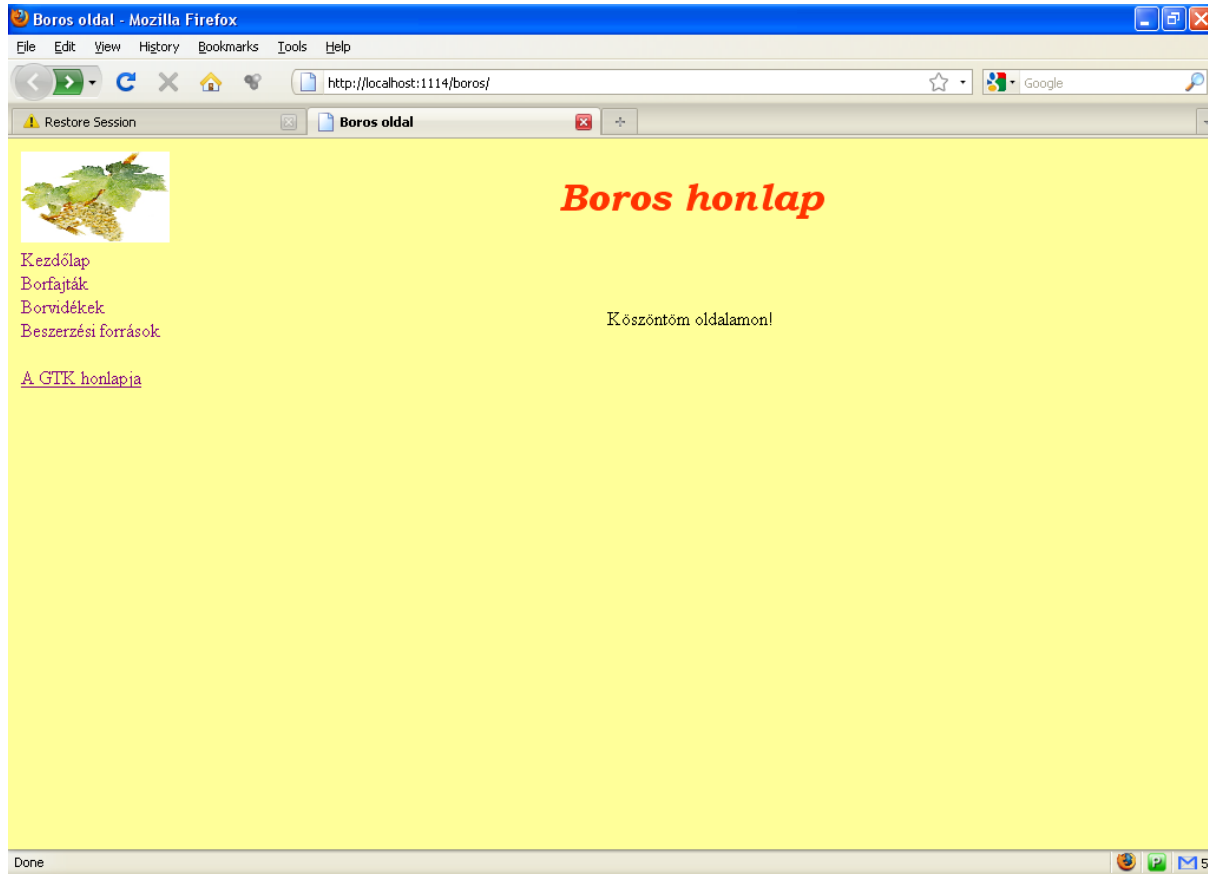 Boros oldal - Mozilla Firefox
File Edit View History Bookmarks Tools Help
http://localhost:1114/boros/
Google
Restore Session
Boros oldal
Boros honlap
Kezdőlap
Borfajták
Borvidékek
Beszerzési források
Köszöntöm oldalamon!
A GTK honlapja
Done
5